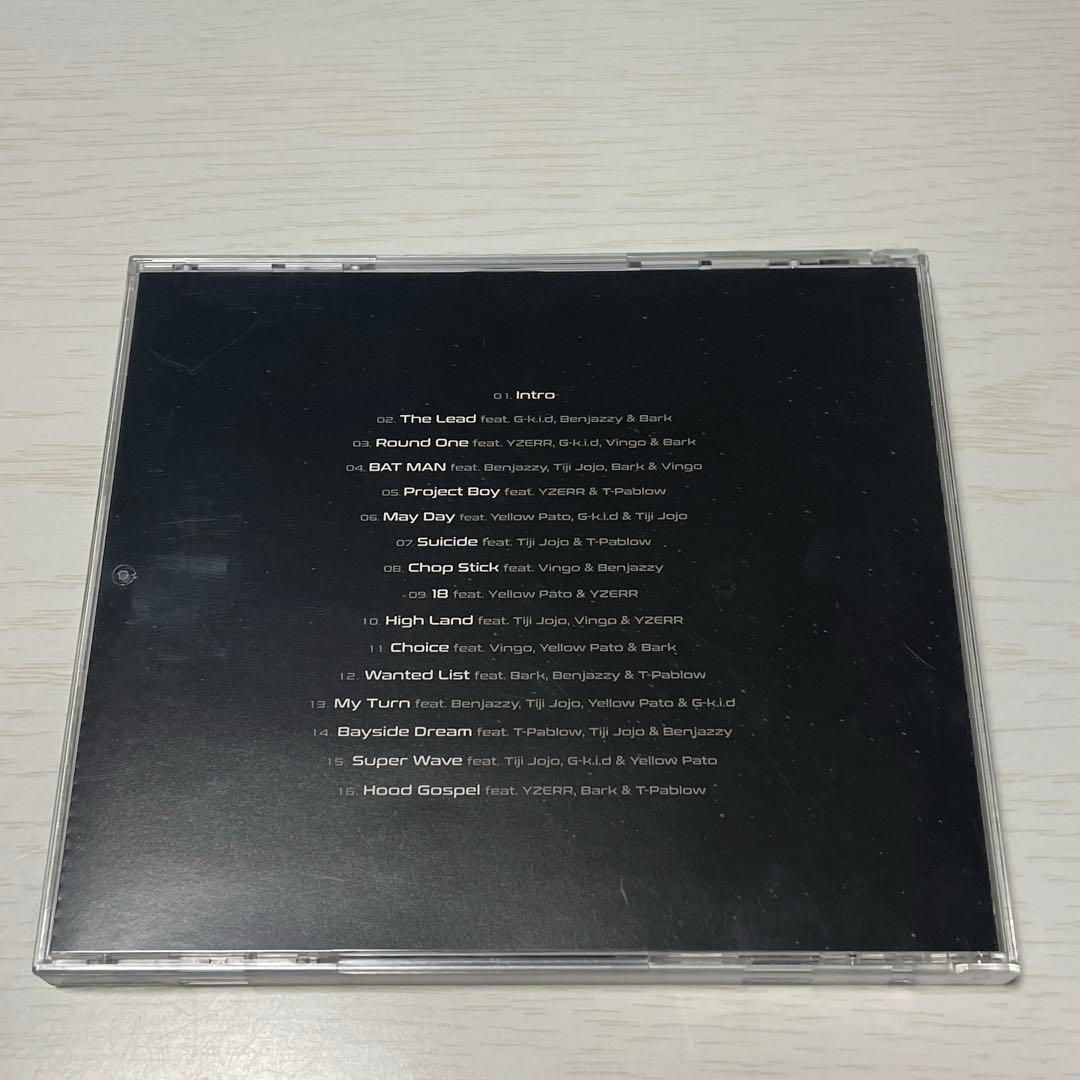 01. Intro
02. The Lead feat. G-k.i.d, Benjazzy & Bark
03. Round One feat. YZERR, G-k.i.d, Vingo & Bark
04. BAT MAN feat. Benjazzy, Tiji Jojo, Bark & Vingo
05. Project Boy feat. YZERR & T-Pablow
06. May Day feat. Yellow Pato, G-k.i.d & Tiji Jojo
07. Suicide feat. Tiji Jojo & T-Pablow
08. Chop Stick feat. Vingo & Benjazzy
09. 18 feat. Yellow Pato & YZERR
10. High Land feat. Tiji Jojo, Vingo & YZERR
11. Choice feat. Vingo, Yellow Pato & Bark
12. Wanted List feat. Bark, Benjazzy & T-Pablow
13. My Turn feat. Benjazzy, Tiji Jojo, Yellow Pato & G-k.i.d
14. Bayside Dream feat. T-Pablow, Tiji Jojo & Benjazzy
15. Super Wave feat. Tiji Jojo, G-k.i.d & Yellow Pato
16. Hood Gospel feat. YZERR, Bark & T-Pablow